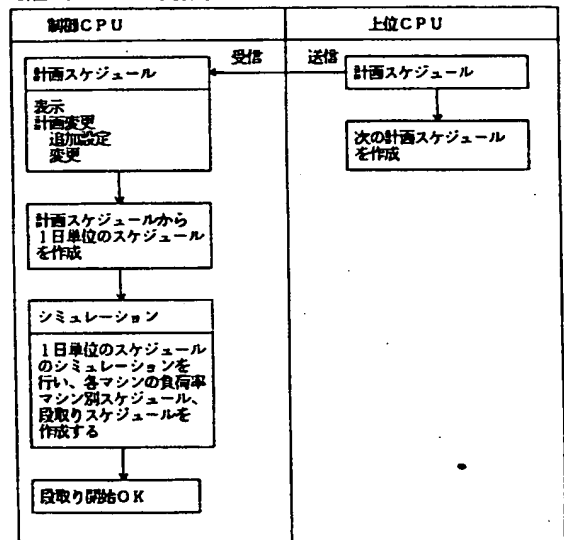 制御CPU
上位CPU
受信
送信
計画スケジュール
計画スケジュール
表示
計画変更
追加設定
変更
次の計画スケジュール
を作成
計画スケジュールから
1日単位のスケジュール
を作成
シミュレーション
1日単位のスケジュール
のシミュレーションを
行い、各マシンの負荷率
マシン別スケジュール、
段取りスケジュールを
作成する
段取り開始OK